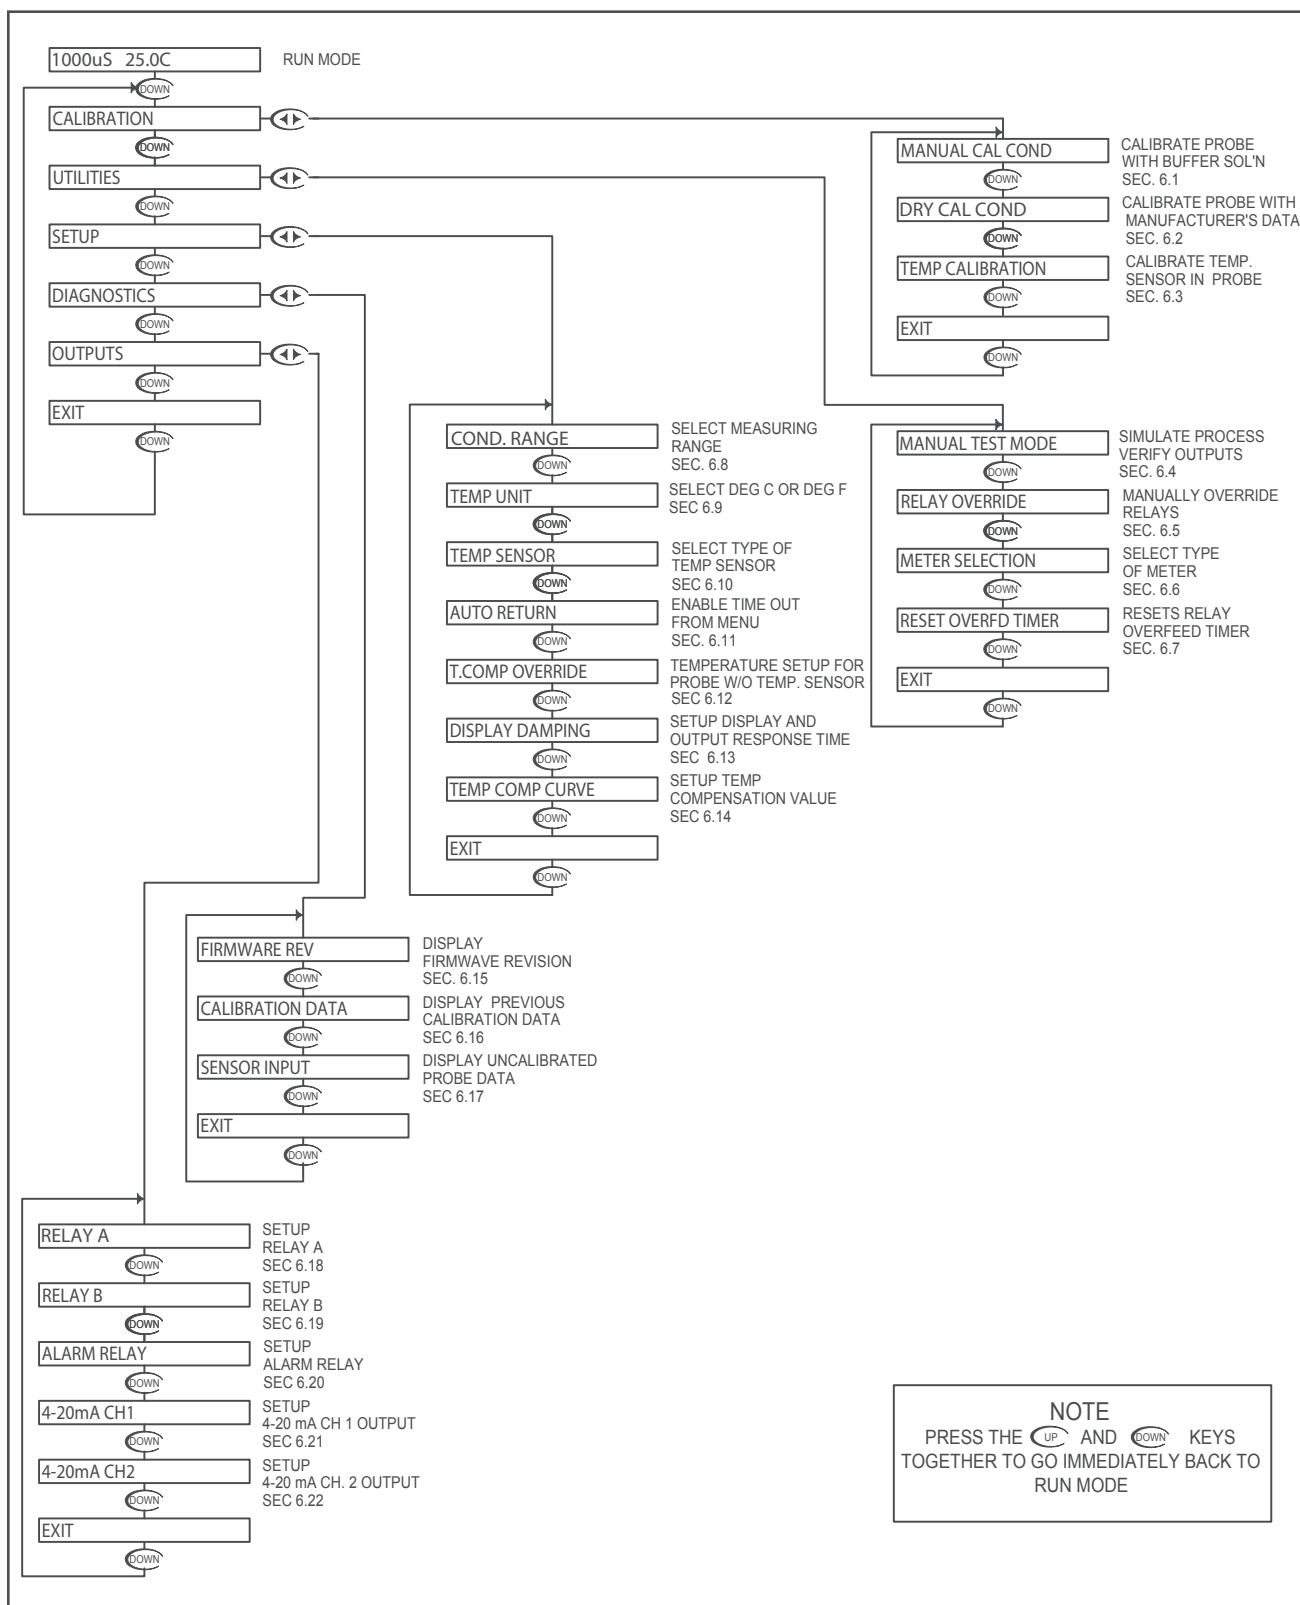 1000uS 25.0C
RUN MODE
DOWN
CALIBRATION
DOWN
UTILITIES
DOWN
SETUP
DOWN
DIAGNOSTICS
DOWN
OUTPUTS
DOWN
EXIT
DOWN
MANUAL CAL COND
CALIBRATE PROBE
WITH BUFFER SOL'N
SEC. 6.1
DOWN
DRY CAL COND
CALIBRATE PROBE WITH
MANUFACTURER'S DATA
SEC. 6.2
DOWN
TEMP CALIBRATION
CALIBRATE TEMP.
SENSOR IN PROBE
SEC. 6.3
DOWN
EXIT
DOWN
MANUAL TEST MODE
SIMULATE PROCESS
VERIFY OUTPUTS
SEC. 6.4
DOWN
RELAY OVERRIDE
MANUALLY OVERRIDE
RELAYS
SEC. 6.5
DOWN
METER SELECTION
SELECT TYPE
OF METER
SEC. 6.6
DOWN
RESET OVERFD TIMER
RESETS RELAY
OVERFEED TIMER
SEC. 6.7
DOWN
EXIT
DOWN
COND. RANGE
SELECT MEASURING
RANGE
SEC. 6.8
DOWN
TEMP UNIT
SELECT DEG C OR DEG F
SEC 6.9
DOWN
TEMP SENSOR
SELECT TYPE OF
TEMP SENSOR
SEC 6.10
DOWN
AUTO RETURN
ENABLE TIME OUT
FROM MENU
SEC. 6.11
DOWN
T.COMP OVERRIDE
TEMPERATURE SETUP FOR
PROBE W/O TEMP. SENSOR
SEC 6.12
DOWN
DISPLAY DAMPING
SETUP DISPLAY AND
OUTPUT RESPONSE TIME
SEC 6.13
DOWN
TEMP COMP CURVE
SETUP TEMP
COMPENSATION VALUE
SEC 6.14
DOWN
EXIT
DOWN
FIRMWARE REV
DISPLAY
FIRMWAVE REVISION
SEC. 6.15
DOWN
CALIBRATION DATA
DISPLAY PREVIOUS
CALIBRATION DATA
SEC 6.16
DOWN
SENSOR INPUT
DISPLAY UNCALIBRATED
PROBE DATA
SEC 6.17
DOWN
EXIT
DOWN
RELAY A
SETUP
RELAY A
SEC 6.18
DOWN
RELAY B
SETUP
RELAY B
SEC 6.19
DOWN
ALARM RELAY
SETUP
ALARM RELAY
SEC 6.20
DOWN
4-20mA CH1
SETUP
4-20 mA CH 1 OUTPUT
SEC 6.21
DOWN
4-20mA CH2
SETUP
4-20 mA CH. 2 OUTPUT
SEC 6.22
DOWN
EXIT
DOWN
NOTE
PRESS THE UP AND DOWN KEYS
TOGETHER TO GO IMMEDIATELY BACK TO
RUN MODE